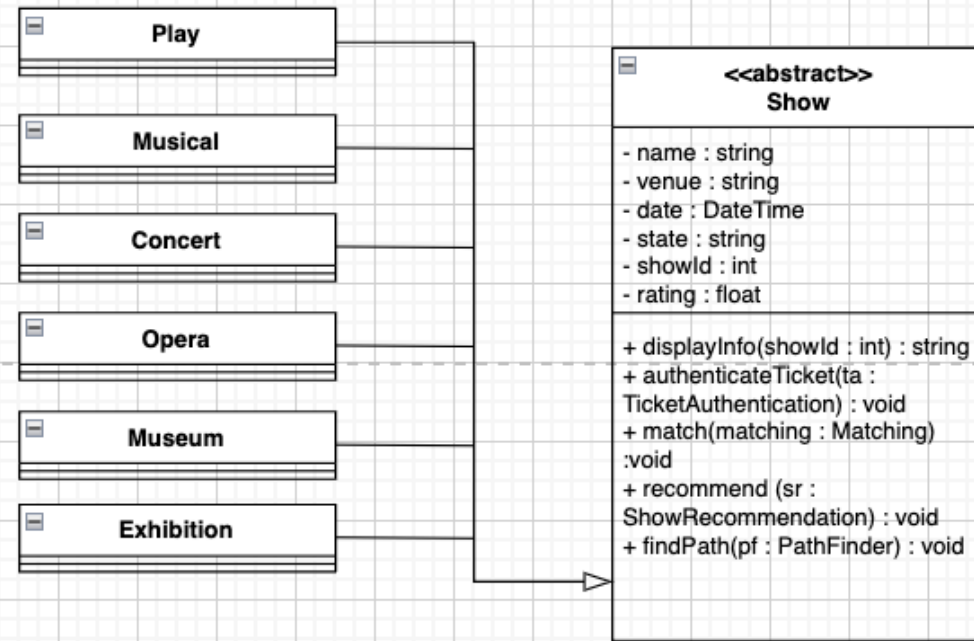 Play
Musical
Concert
Opera
Museum
Exhibition
<<abstract>>
Show
- name : string
- venue : string
- date : DateTime
- state : string
- showId : int
- rating : float
+ displayInfo(showId : int) : string
+ authenticateTicket(ta :
TicketAuthentication) : void
+ match(matching : Matching)
:void
+ recommend (sr :
ShowRecommendation) : void
+ findPath(pf : PathFinder) : void